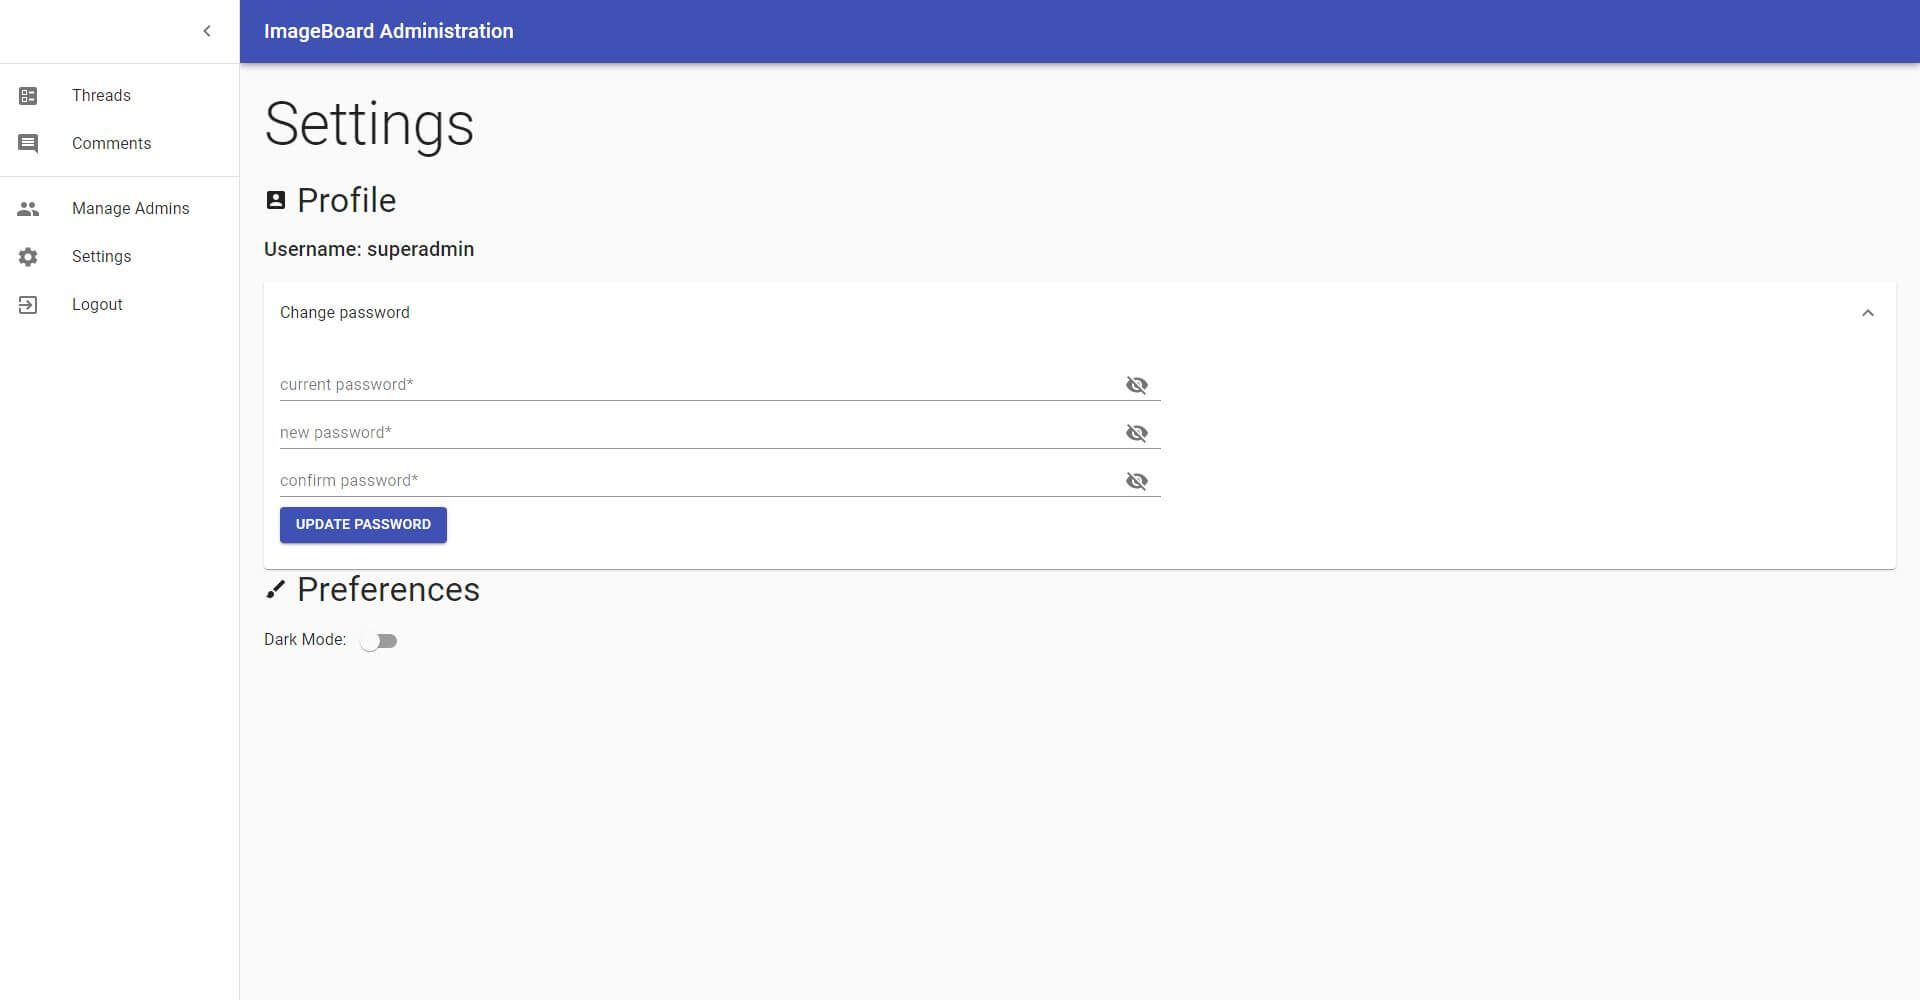 ImageBoard Administration
Threads
Comments
Manage Admins
Settings
Logout
Settings
Profile
Username: superadmin
Change password
current password*
new password*
confirm password*
UPDATE PASSWORD
Preferences
Dark Mode: